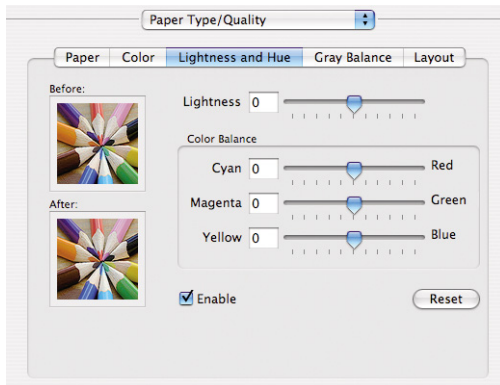 Paper Type/Quality
Paper Color Lightness and Hue Gray Balance Layout
Before:
Lightness 0
Color Balance
Cyan 0 Red
After:
Magenta 0 Green
Yellow 0 Blue
Enable Reset